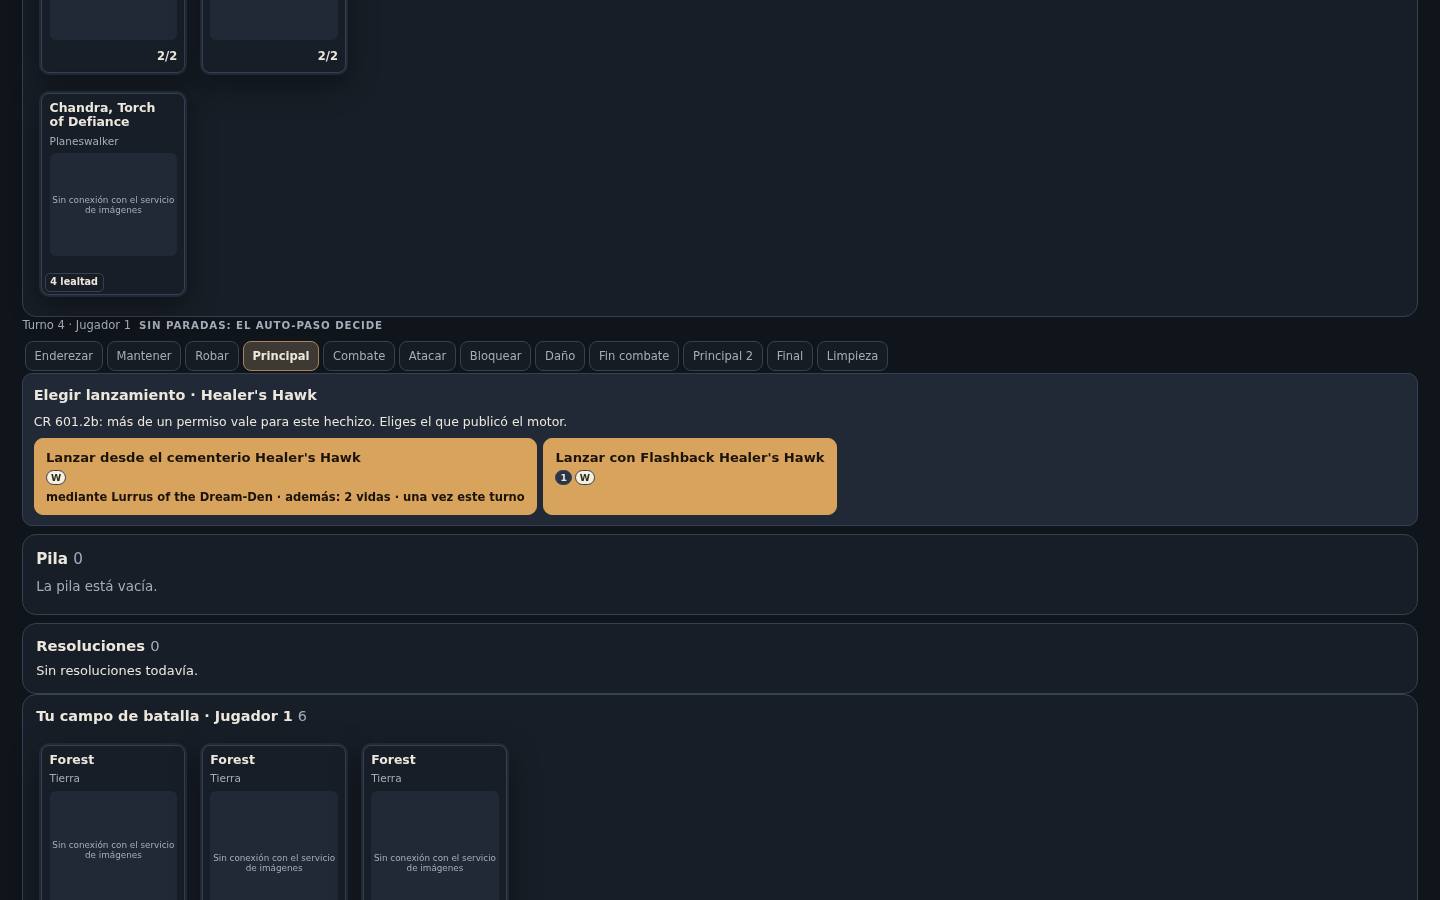 2/2
2/2
Chandra, Torch
of Defiance
Planeswalker
Sin conexión con el servicio
de imágenes
4 lealtad
Turno 4 · Jugador 1 SIN PARADAS: EL AUTO-PASO DECIDE
Enderezar Mantener Robar Principal Combate Atacar Bloquear Daño Fin combate Principal 2 Final Limpieza
Elegir lanzamiento · Healer's Hawk
CR 601.2b: más de un permiso vale para este hechizo. Eliges el que publicó el motor.
Lanzar desde el cementerio Healer's Hawk
W
mediante Lurrus of the Dream-Den · además: 2 vidas · una vez este turno
Lanzar con Flashback Healer's Hawk
1 W
Pila 0
La pila está vacía.
Resoluciones 0
Sin resoluciones todavía.
Tu campo de batalla · Jugador 1 6
Forest
Tierra
Sin conexión con el servicio
de imágenes
Forest
Tierra
Sin conexión con el servicio
de imágenes
Forest
Tierra
Sin conexión con el servicio
de imágenes